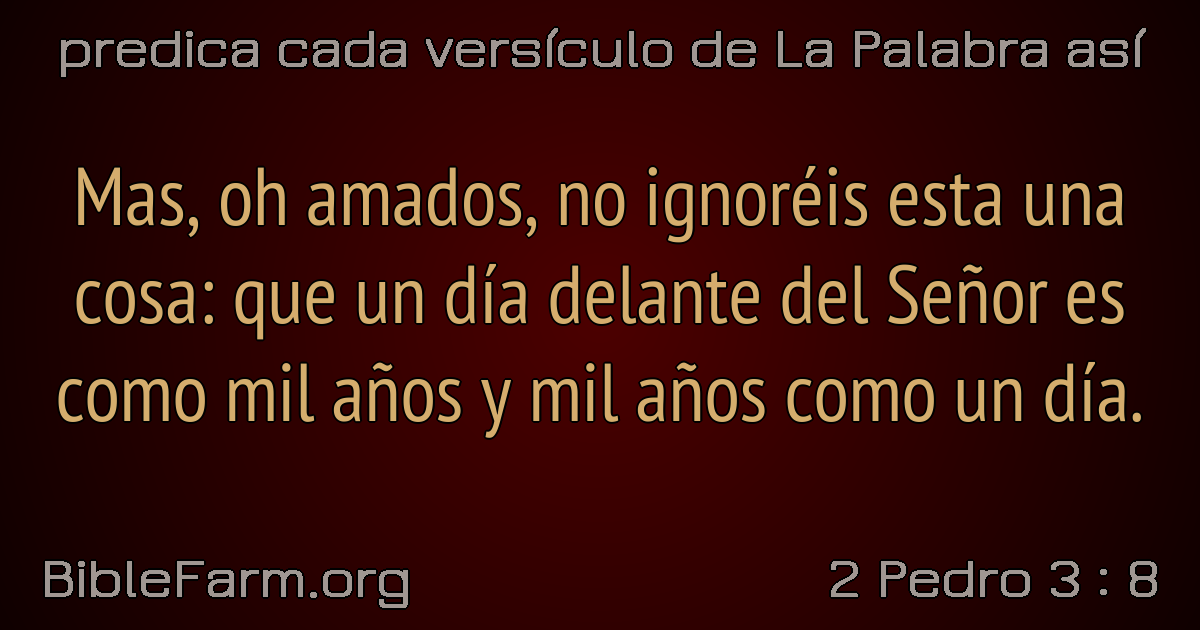 predica cada versículo de La Palabra así
Mas, oh amados, no ignoréis esta una
cosa: que un día delante del Señor es
como mil años y mil años como un día.
BibleFarm.org
2 Pedro 3 : 8